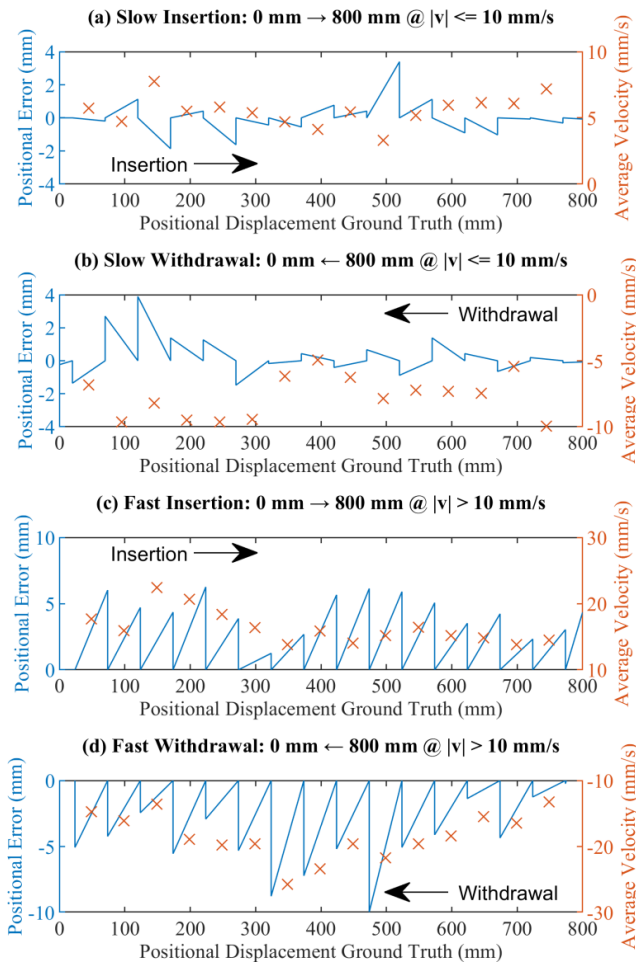 (a) Slow Insertion: 0 mm → 800 mm @ |v| <= 10 mm/s
Positional Error (mm)
4
2
0
-2
-4
Insertion
10
5
0
Average Velocity (mm/s)
0 100 200 300 400 500 600 700 800
Positional Displacement Ground Truth (mm)
(b) Slow Withdrawal: 0 mm ← 800 mm @ |v| <= 10 mm/s
Positional Error (mm)
4
2
0
-2
-4
Withdrawal
0
-5
-10
Average Velocity (mm/s)
0 100 200 300 400 500 600 700 800
Positional Displacement Ground Truth (mm)
(c) Fast Insertion: 0 mm → 800 mm @ |v| > 10 mm/s
Positional Error (mm)
10
5
0
Insertion
30
20
10
Average Velocity (mm/s)
0 100 200 300 400 500 600 700 800
Positional Displacement Ground Truth (mm)
(d) Fast Withdrawal: 0 mm ← 800 mm @ |v| > 10 mm/s
Positional Error (mm)
0
-5
-10
Withdrawal
-10
-20
-30
Average Velocity (mm/s)
0 100 200 300 400 500 600 700 800
Positional Displacement Ground Truth (mm)